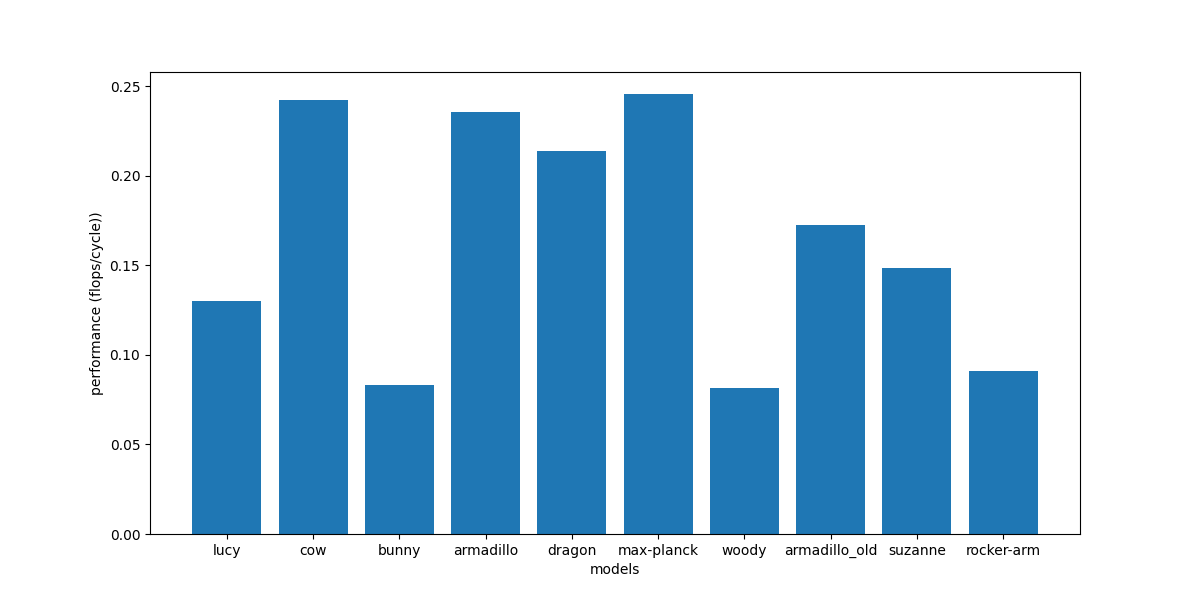 0.25
0.20
0.15
0.10
0.05
0.00
performance (flops/cycle))
lucy cow bunny armadillo dragon max-planck woody armadillo_old suzanne rocker-arm
models